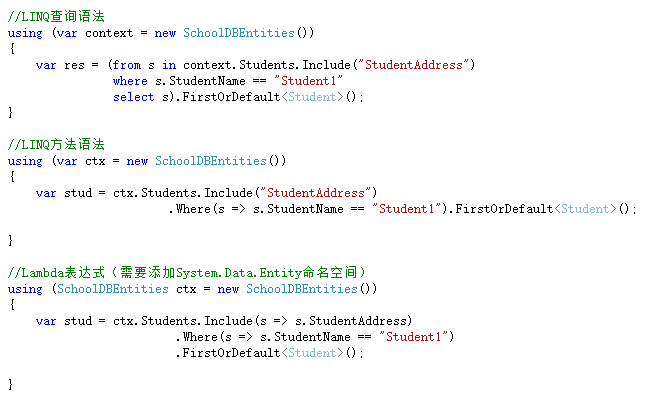 //LINQ查询语法
using (var context = new SchoolDBEntities())
{
    var res = (from s in context.Students.Include("StudentAddress")
               where s.StudentName == "Student1"
               select s).FirstOrDefault<Student>();
}
//LINQ方法语法
using (var ctx = new SchoolDBEntities())
{
    var stud = ctx.Students.Include("StudentAddress")
                       .Where(s => s.StudentName == "Student1").FirstOrDefault<Student>();
}
//Lambda表达式（需要添加System.Data.Entity命名空间）
using (SchoolDBEntities ctx = new SchoolDBEntities())
{
    var stud = ctx.Students.Include(s => s.StudentAddress)
                        .Where(s => s.StudentName == "Student1")
                        .FirstOrDefault<Student>();
}